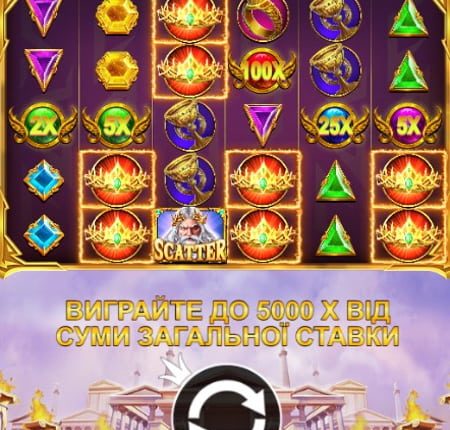 100X
2X 5X 25X 5X
SCATTER
ВИГРАЙТЕ ДО 5000 X ВІД
СУМИ ЗАГАЛЬНОЇ СТАВКИ